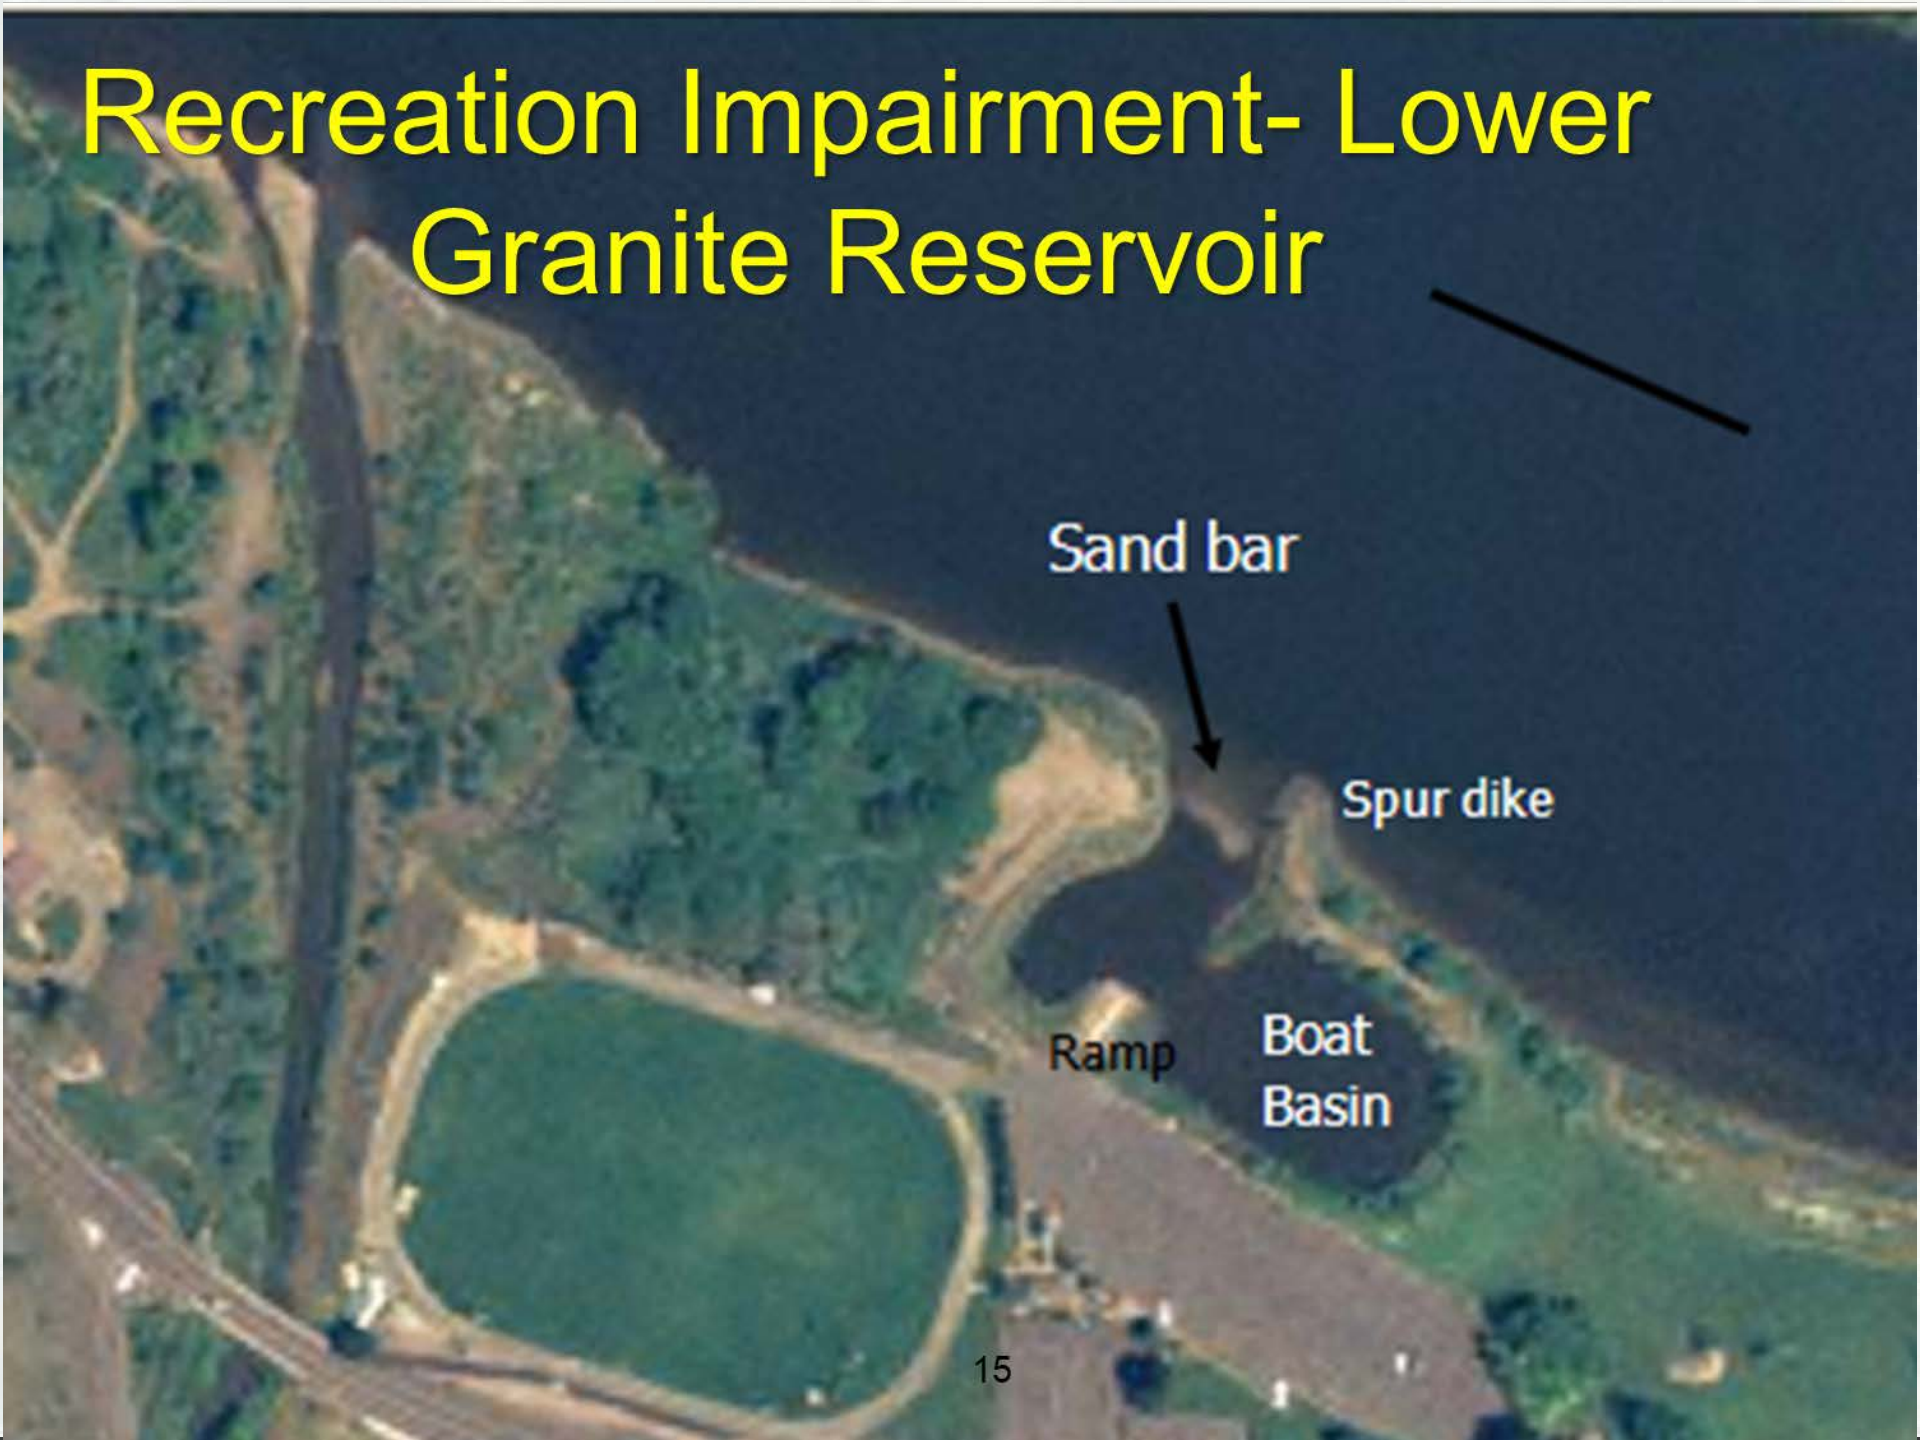 Recreation Impairment- Lower
Granite Reservoir
Sand bar
Spur dike
Ramp
Boat
Basin
15